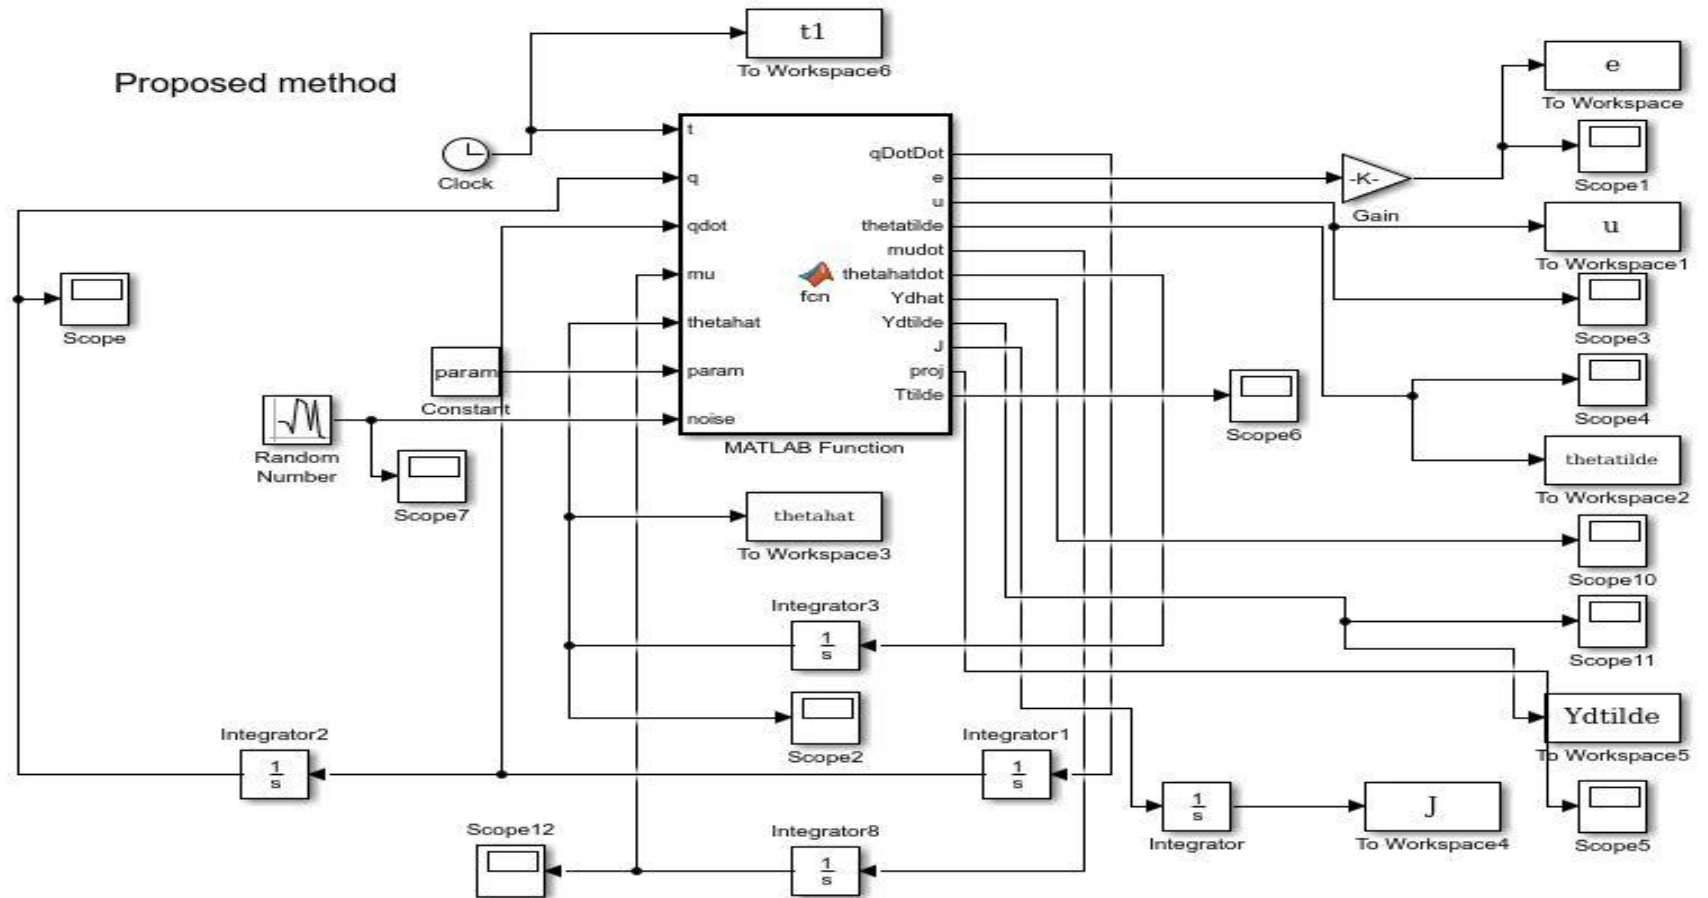 t1
To Workspace6
Proposed method
e
To Workspace
Clock
t
q
qdot
mu
thetahat
param
noise
qDotDot
e
u
thetatilde
mudot
thetahatdot
Ydhat
Ydtilde
J
proj
Ttilde
fcn
MATLAB Function
-K-
Gain
Scope1
u
To Workspace1
Scope3
Scope
Scope4
param
Constant
Scope6
Random
Number
Scope7
thetatilde
To Workspace2
thetahat
To Workspace3
Scope10
Integrator3
1
s
Scope11
Scope2
Integrator2
1
s
Integrator1
1
s
Ydtilde
To Workspace5
1
s
Integrator
J
To Workspace4
Scope5
Scope12
Integrator8
1
s